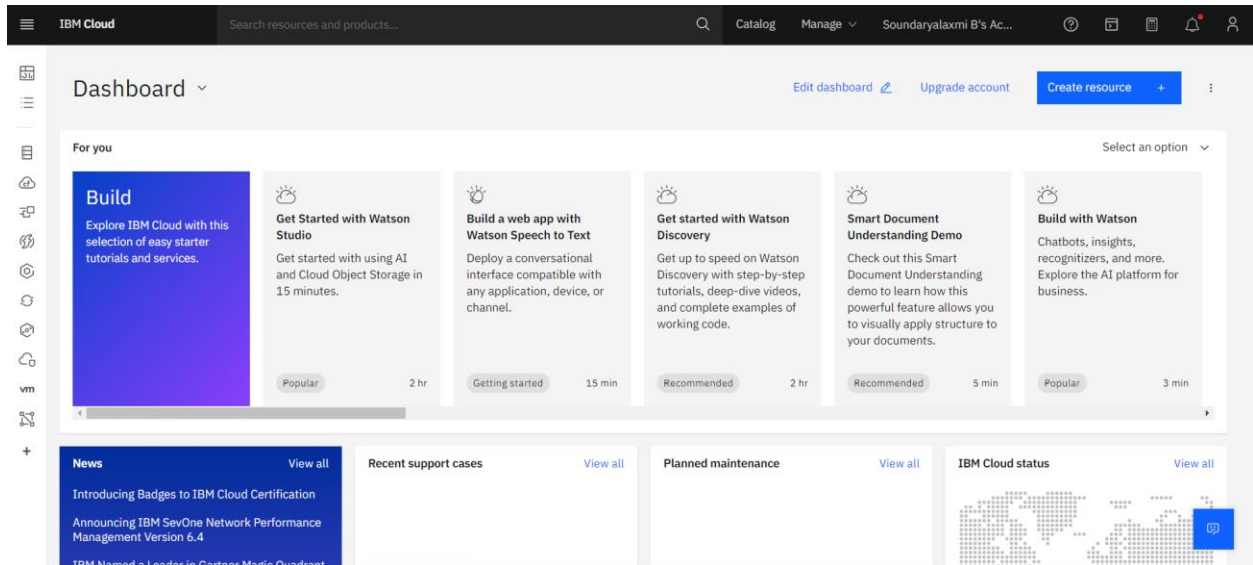 IBM Cloud
Search resources and products...
Catalog
Manage
Soundaryalaxmi B's Ac...
Dashboard
Edit dashboard
Upgrade account
Create resource +
For you
Select an option
Build
Explore IBM Cloud with this
selection of easy starter
tutorials and services.
Get Started with Watson
Studio
Get started with using AI
and Cloud Object Storage in
15 minutes.
Popular
2 hr
Build a web app with
Watson Speech to Text
Deploy a conversational
interface compatible with
any application, device, or
channel.
Getting started
15 min
Get started with Watson
Discovery
Get up to speed on Watson
Discovery with step-by-step
tutorials, deep-dive videos,
and complete examples of
working code.
Recommended
2 hr
Smart Document
Understanding Demo
Check out this Smart
Document Understanding
demo to learn how this
powerful feature allows you
to visually apply structure to
your documents.
Recommended
5 min
Build with Watson
Chatbots, insights,
recognitizers, and more.
Explore the AI platform for
business.
Popular
3 min
vm
News
View all
Introducing Badges to IBM Cloud Certification
Announcing IBM SevOne Network Performance
Management Version 6.4
IBM Named a Leader in Gartner Magic Quadrant
Recent support cases
View all
Planned maintenance
View all
IBM Cloud status
View all